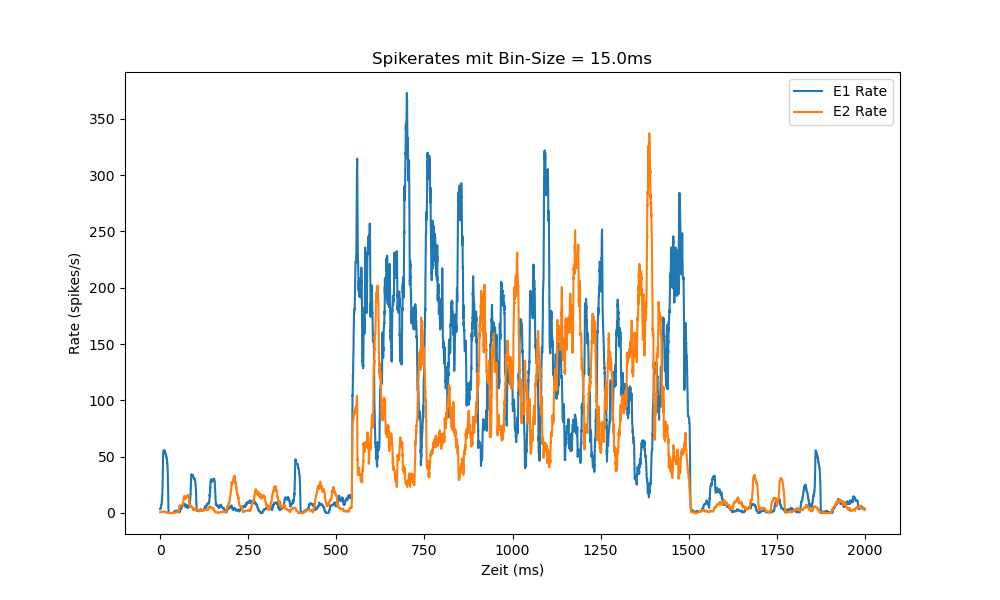 Spikerates mit Bin-Size = 15.0ms
E1 Rate
E2 Rate
Rate (spikes/s)
350
300
250
200
150
100
50
0
0 250 500 750 1000 1250 1500 1750 2000
Zeit (ms)